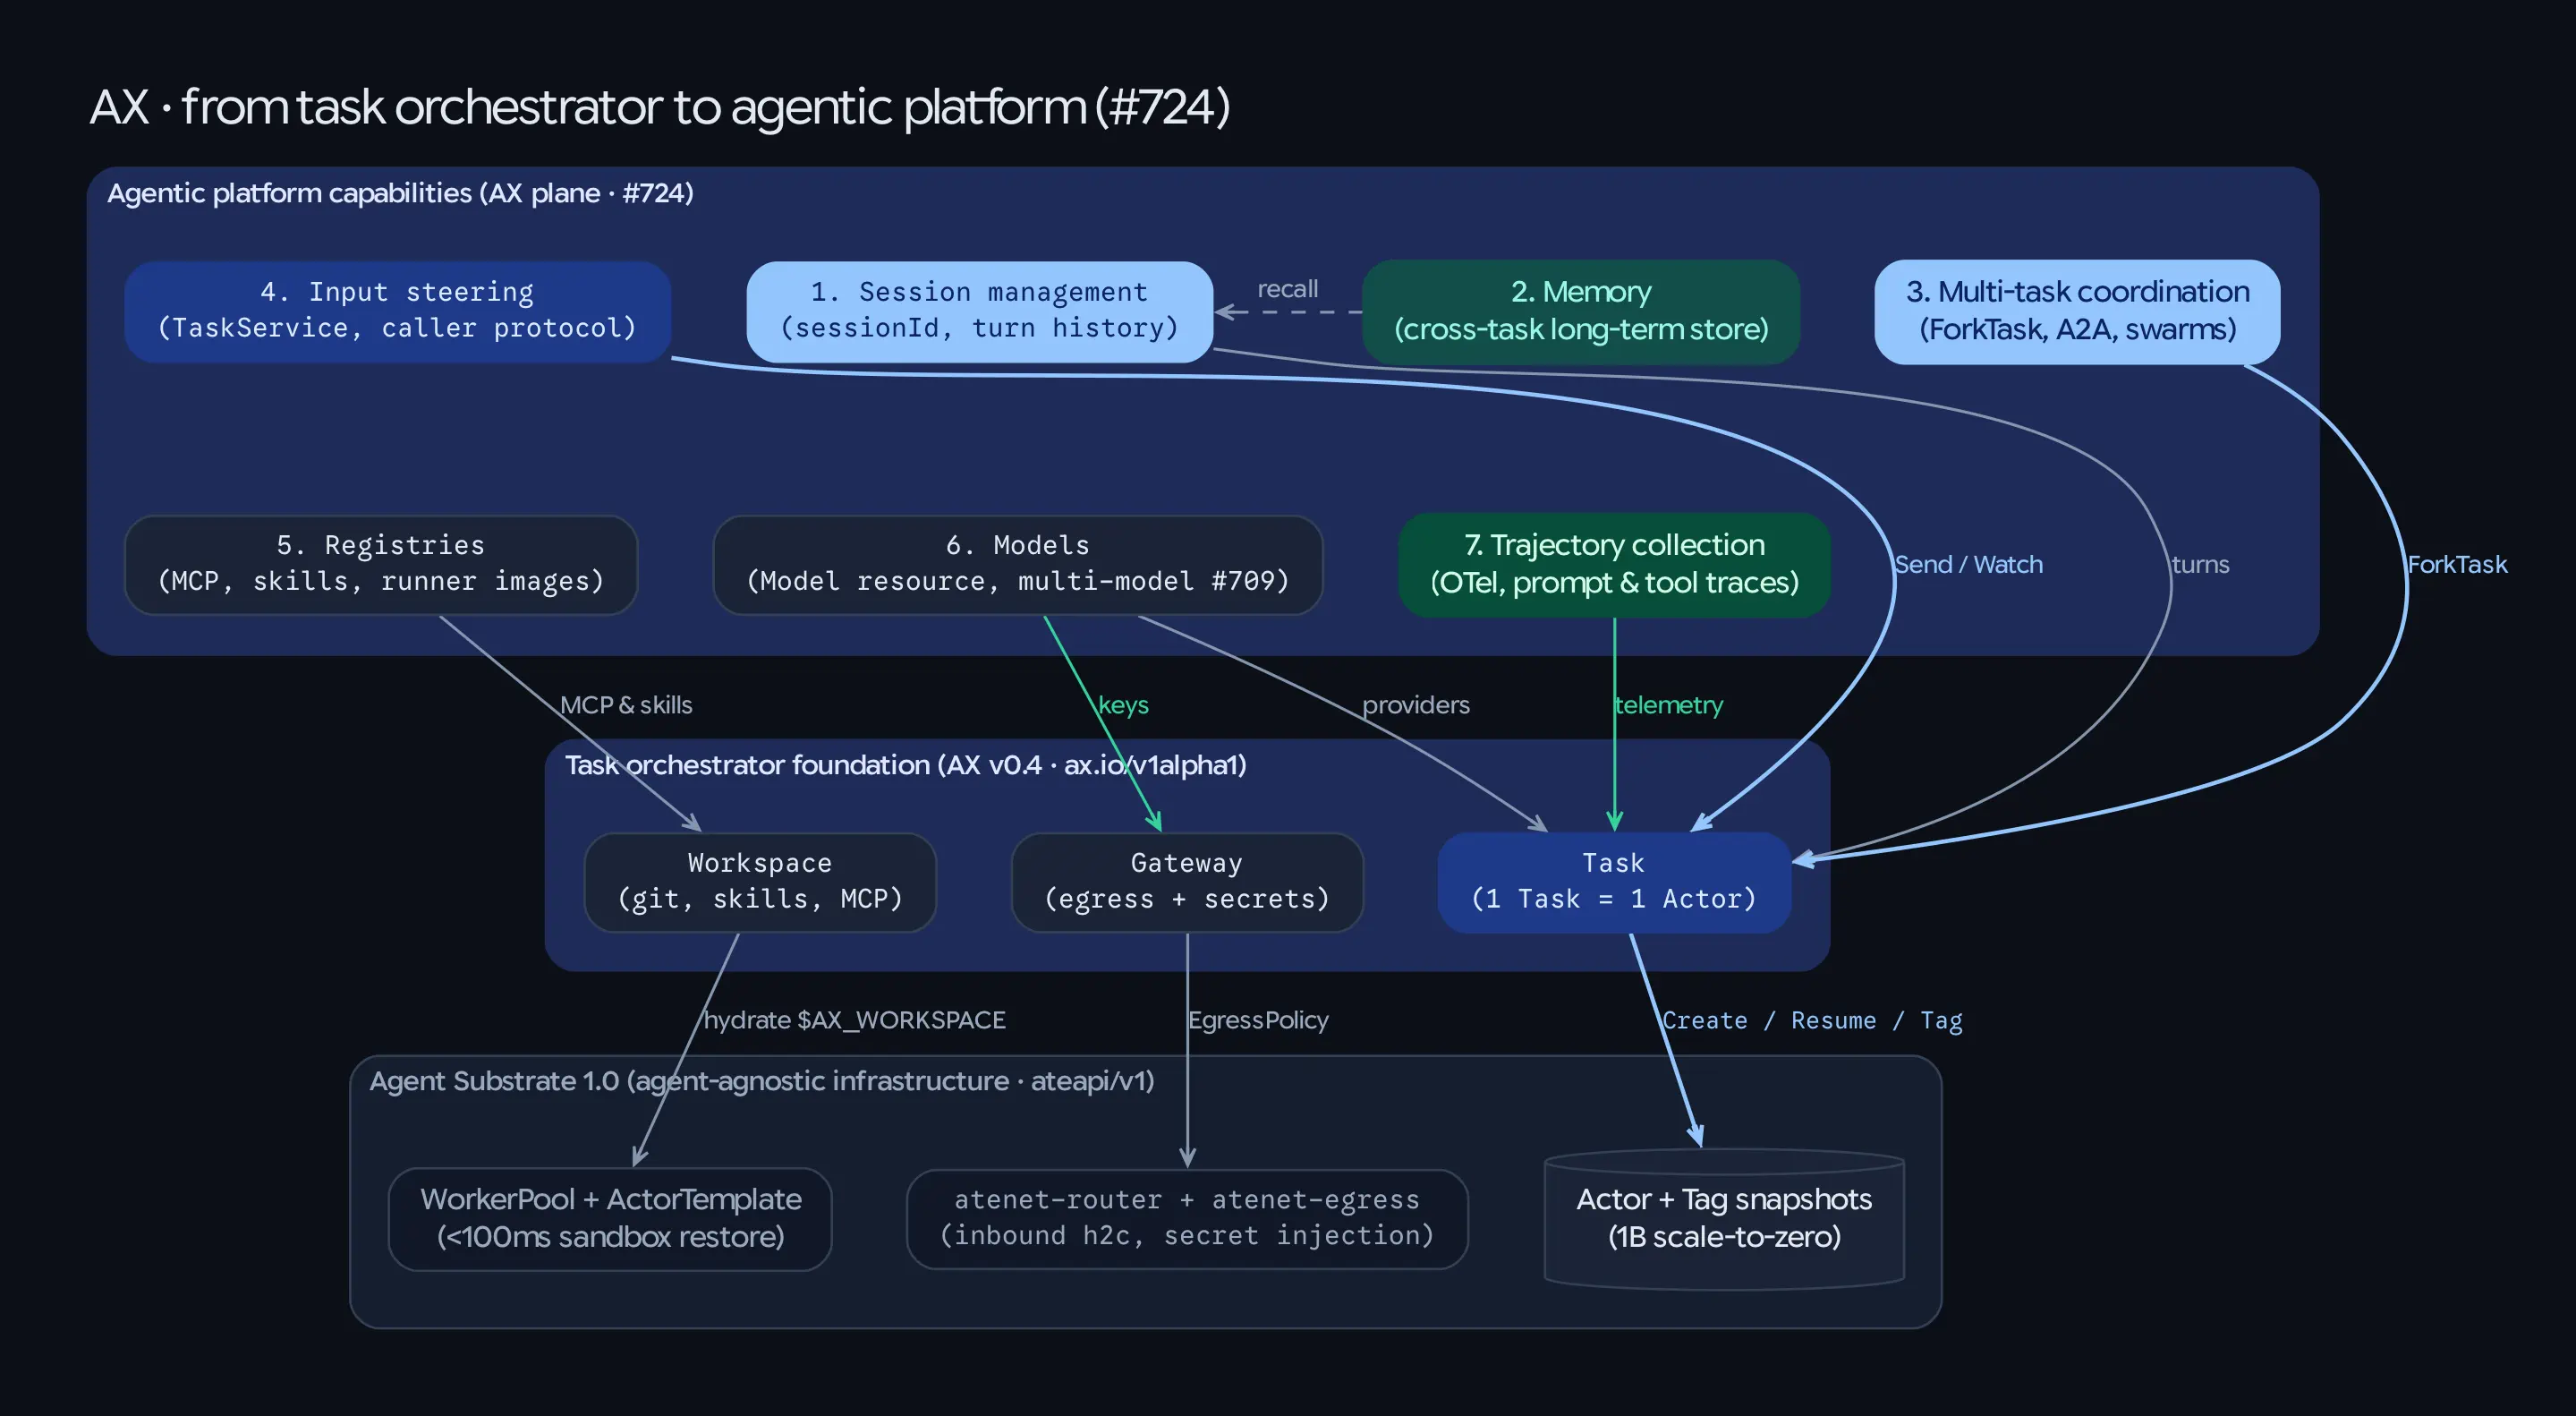 AX · from task orchestrator to agentic platform (#724)
Agentic platform capabilities (AX plane · #724)
4. Input steering
(TaskService, caller protocol)
1. Session management
(sessionId, turn history)
recall
2. Memory
(cross-task long-term store)
3. Multi-task coordination
(ForkTask, A2A, swarms)
5. Registries
(MCP, skills, runner images)
6. Models
(Model resource, multi-model #709)
7. Trajectory collection
(OTel, prompt & tool traces)
Send / Watch
turns
ForkTask
MCP & skills
keys
providers
telemetry
Task orchestrator foundation (AX v0.4 · ax.io/v1alpha1)
Workspace
(git, skills, MCP)
Gateway
(egress + secrets)
Task
(1 Task = 1 Actor)
hydrate $AX_WORKSPACE
EgressPolicy
Create / Resume / Tag
Agent Substrate 1.0 (agent-agnostic infrastructure · ateapi/v1)
WorkerPool + ActorTemplate
(<100ms sandbox restore)
atenet-router + atenet-egress
(inbound h2c, secret injection)
Actor + Tag snapshots
(1B scale-to-zero)